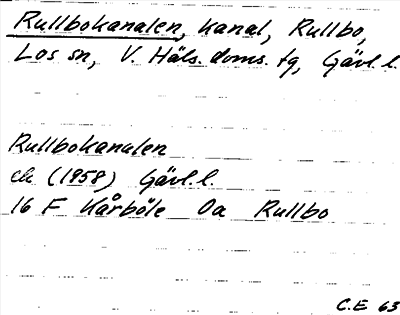 Rullbokanalen, kanal, Rullbo,
Los sn, V. Häls. doms. tg, Gävl. l.
Rullbokanalen
ek (1958) Gävl. l.
16 F Kårböle Oa Rullbo
C.E 63